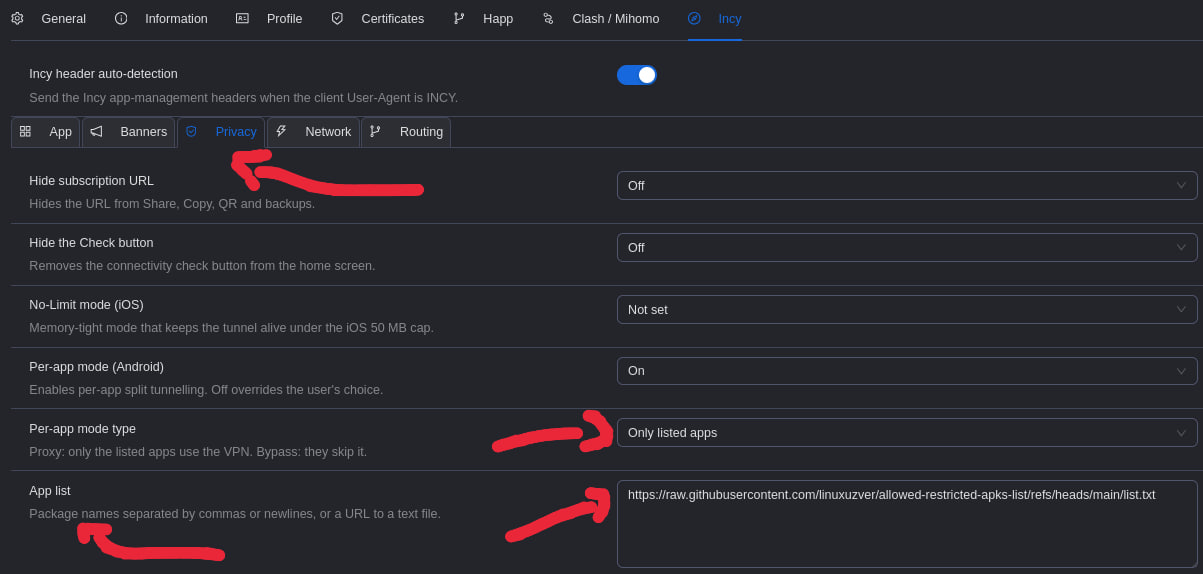 General Information Profile Certificates Happ Clash / Mihomo Incy
Incy header auto-detection
Send the Incy app-management headers when the client User-Agent is INCY.
App Banners Privacy Network Routing
Hide subscription URL
Off
Hides the URL from Share, Copy, QR and backups.
Hide the Check button
Off
Removes the connectivity check button from the home screen.
No-Limit mode (iOS)
Not set
Memory-tight mode that keeps the tunnel alive under the iOS 50 MB cap.
Per-app mode (Android)
On
Enables per-app split tunnelling. Off overrides the user's choice.
Per-app mode type
Only listed apps
Proxy: only the listed apps use the VPN. Bypass: they skip it.
App list
https://raw.githubusercontent.com/linuxuzver/allowed-restricted-apks-list/refs/heads/main/list.txt
Package names separated by commas or newlines, or a URL to a text file.